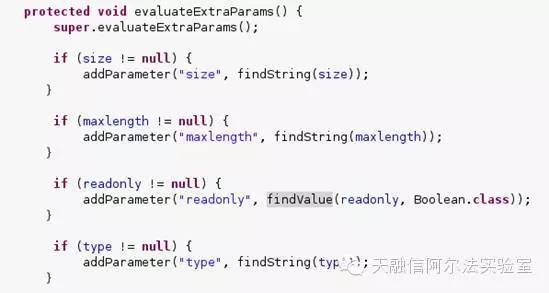 protected void evaluateExtraParams() {
super.evaluateExtraParams();
if (size != null) {
addParameter("size", findString(size));
}
if (maxlength != null) {
addParameter("maxlength", findString(maxlength));
}
if (readonly != null) {
addParameter("readonly", findValue(readonly, Boolean.class));
}
if (type != null) {
addParameter("type", findString(type));
}
天融信阿尔法实验室